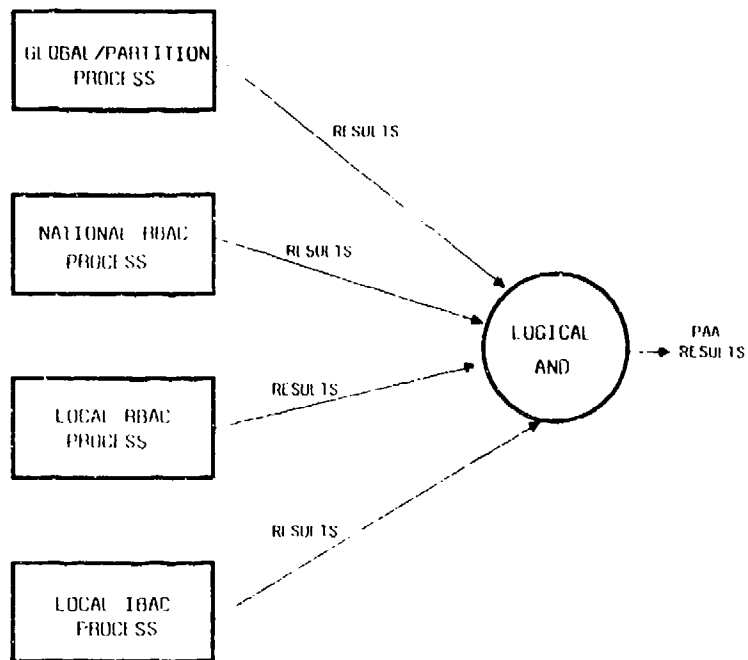 GLOBAL/PARTITION
PROCESS
RESULTS
NATIONAL RBAC
PROCESS
RESULTS
LOGICAL
AND
PAA
RESULTS
LOCAL RBAC
PROCESS
RESULTS
RESULTS
LOCAL IBAC
PROCESS